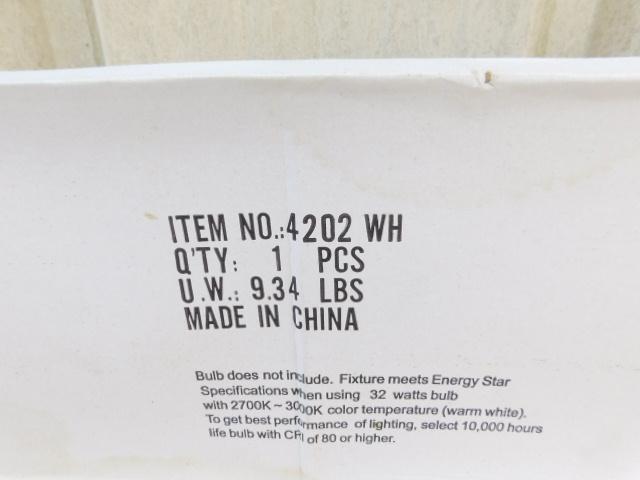 ITEM NO.:4202 WH
Q'TY: 1 PCS
U.W.: 9.34 LBS
MADE IN CHINA
Bulb does not include. Fixture meets Energy Star
Specifications when using 32 watts bulb
with 2700K ~ 3000K color temperature (warm white).
To get best performance of lighting, select 10,000 hours
life bulb with CRI of 80 or higher.